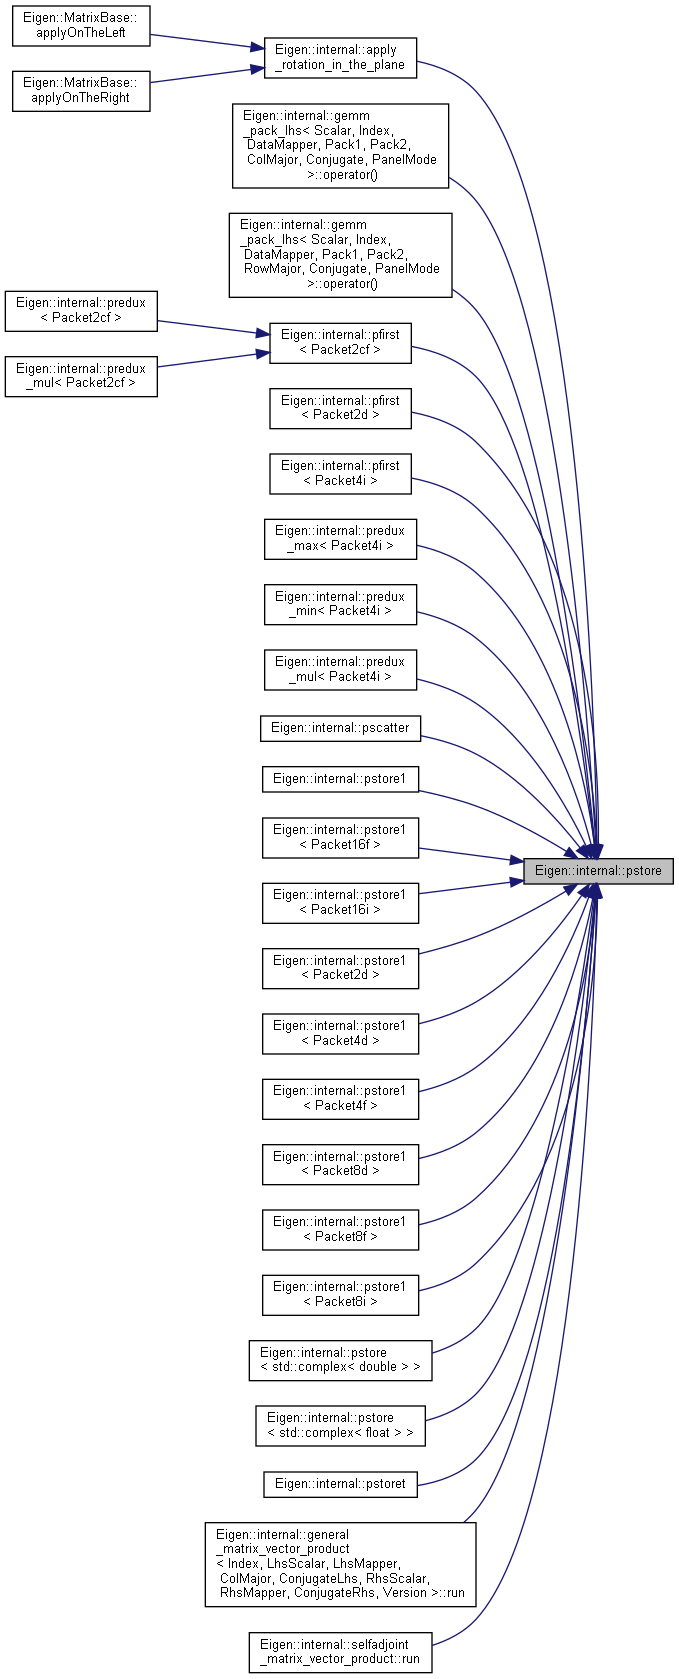 Eigen::MatrixBase::
applyOnTheLeft
Eigen::MatrixBase::
applyOnTheRight
Eigen::internal::apply
_rotation_in_the_plane
Eigen::internal::gemm
_pack_lhs< Scalar, Index,
DataMapper, Pack1, Pack2,
ColMajor, Conjugate, PanelMode
>::operator()
Eigen::internal::gemm
_pack_lhs< Scalar, Index,
DataMapper, Pack1, Pack2,
RowMajor, Conjugate, PanelMode
>::operator()
Eigen::internal::predux
< Packet2cf >
Eigen::internal::predux
_mul< Packet2cf >
Eigen::internal::pfirst
< Packet2cf >
Eigen::internal::pfirst
< Packet2d >
Eigen::internal::pfirst
< Packet4i >
Eigen::internal::predux
_max< Packet4i >
Eigen::internal::predux
_min< Packet4i >
Eigen::internal::predux
_mul< Packet4i >
Eigen::internal::pscatter
Eigen::internal::pstore1
Eigen::internal::pstore1
< Packet16f >
Eigen::internal::pstore
Eigen::internal::pstore1
< Packet16i >
Eigen::internal::pstore1
< Packet2d >
Eigen::internal::pstore1
< Packet4d >
Eigen::internal::pstore1
< Packet4f >
Eigen::internal::pstore1
< Packet8d >
Eigen::internal::pstore1
< Packet8f >
Eigen::internal::pstore1
< Packet8i >
Eigen::internal::pstore
< std::complex< double > >
Eigen::internal::pstore
< std::complex< float > >
Eigen::internal::pstoret
Eigen::internal::general
_matrix_vector_product
< Index, LhsScalar, LhsMapper,
ColMajor, ConjugateLhs, RhsScalar,
RhsMapper, ConjugateRhs, Version >::run
Eigen::internal::selfadjoint
_matrix_vector_product::run